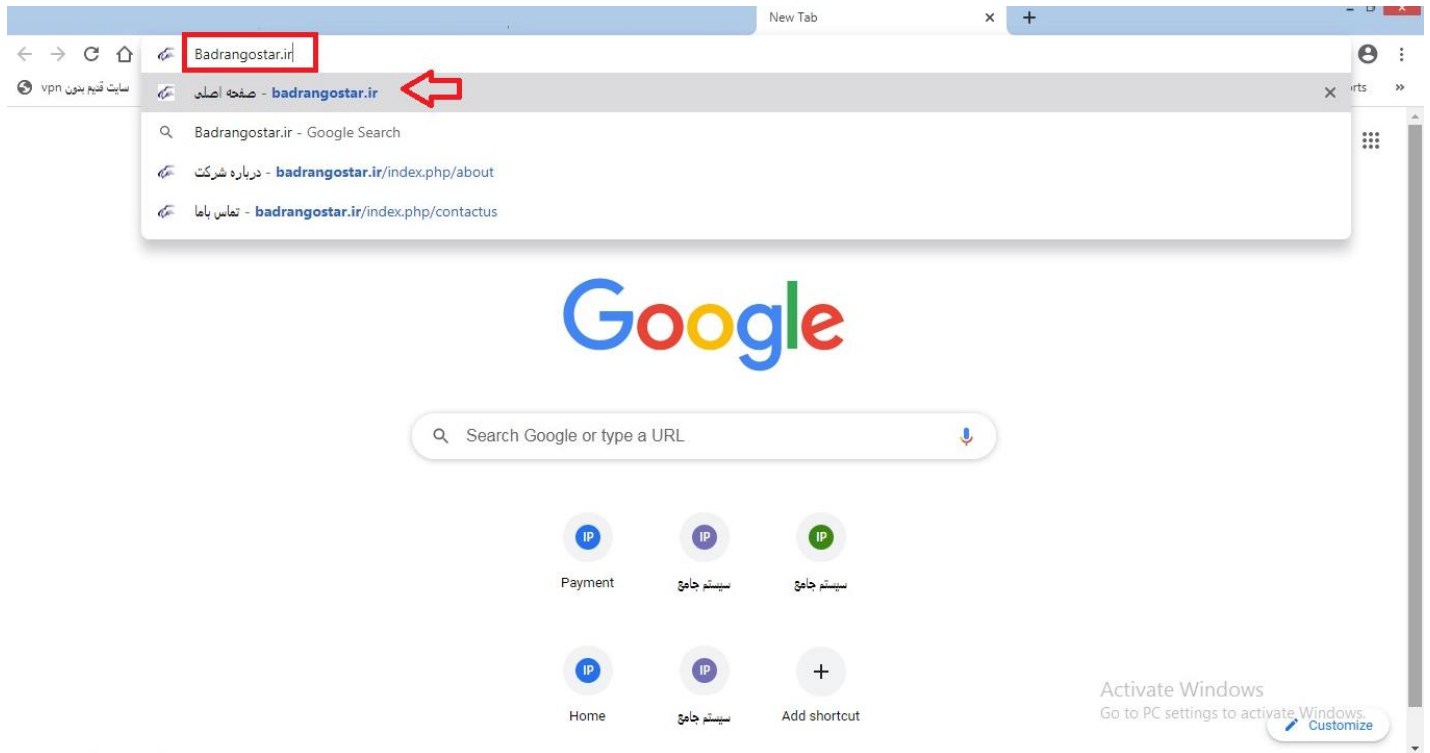 New Tab
Badrangostar.ir
سایت قدیم بدون vpn
صفحه اصلی - badrangostar.ir
rts
Badrangostar.ir - Google Search
درباره شرکت - badrangostar.ir/index.php/about
تماس باما - badrangostar.ir/index.php/contactus
Google
Search Google or type a URL
IP IP IP
Payment سیستم جامع سیستم جامع
IP IP
Home سیستم جامع Add shortcut
Activate Windows
Go to PC settings to activate Windows.
Customize